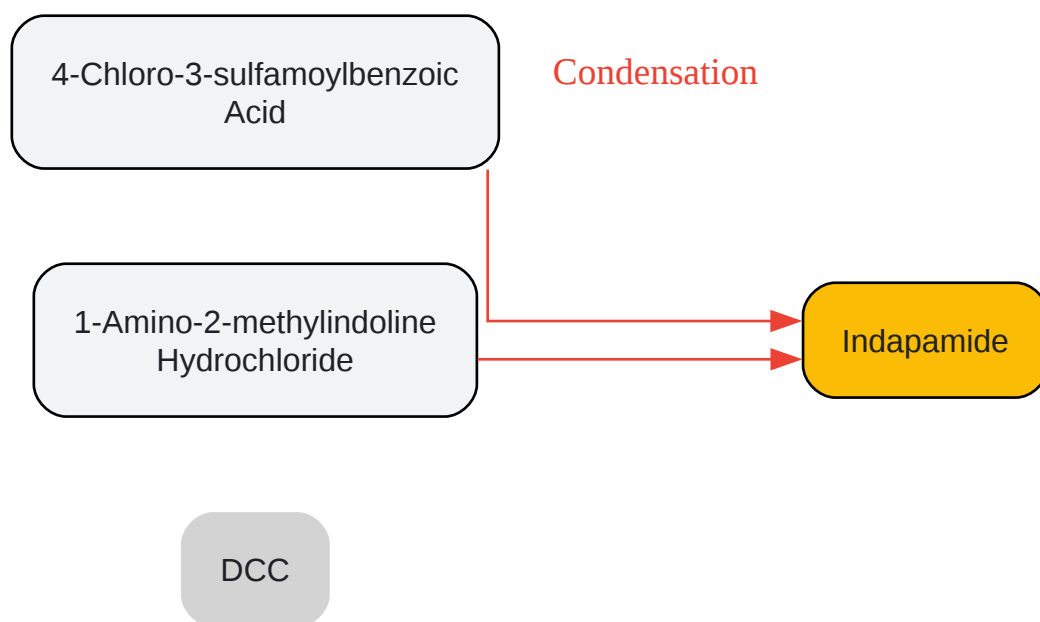 4-Chloro-3-sulfamoylbenzoic
Acid
Condensation
1-Amino-2-methylindoline
Hydrochloride
Indapamide
DCC